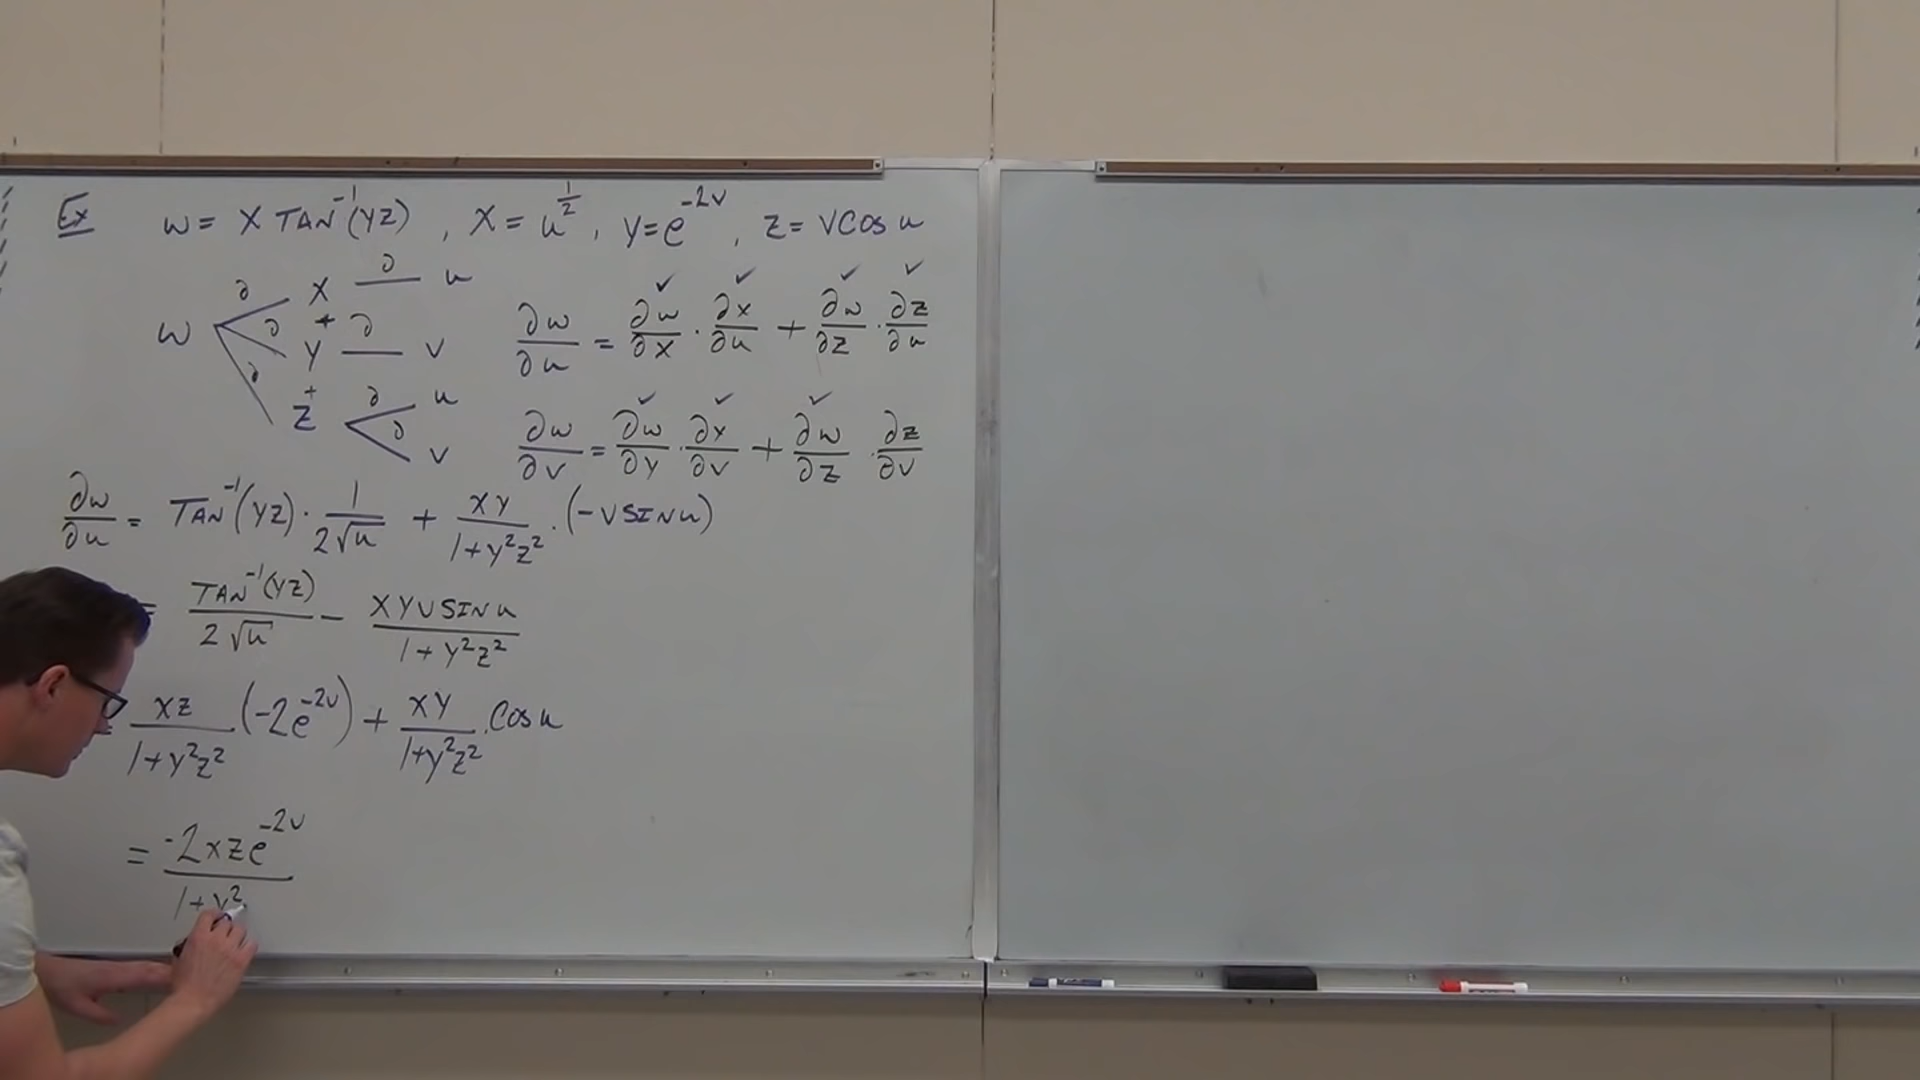 Ex w = x TAN⁻¹(yz) , x = u^(1/2) , y = e^(-2v) , z = v cos u
w ∂ x ∂ u
+
∂ y ∂ v
+
∂ z ∂ u
∂ v
∂w/∂u = ∂w/∂x · ∂x/∂u + ∂w/∂z · ∂z/∂u
✓ ✓ ✓ ✓
∂w/∂v = ∂w/∂y · ∂x/∂v + ∂w/∂z · ∂z/∂v
✓ ✓ ✓
∂w/∂u = TAN⁻¹(yz) · 1/(2√u) + xy/(1+y²z²) · (-v SIN u)
= TAN⁻¹(yz)/(2√u) - xyv SIN u/(1+y²z²)
= xz/(1+y²z²) (-2e^(-2v)) + xy/(1+y²z²) · cos u
= -2xze^(-2v)/(1+y²